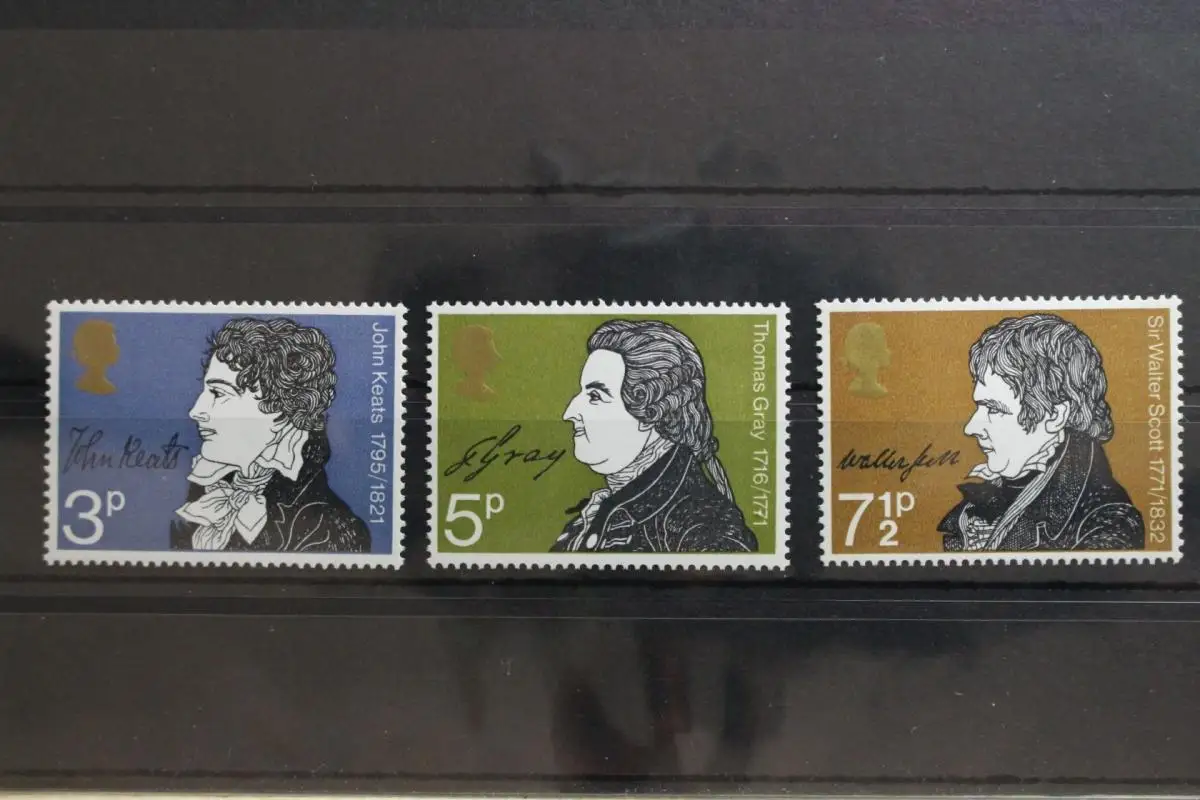 John Keats 1795/1821
John Keats
3p
Thomas Gray 1716/1771
T Gray
5p
Sir Walter Scott 1771/1832
Walter Scott
7½p